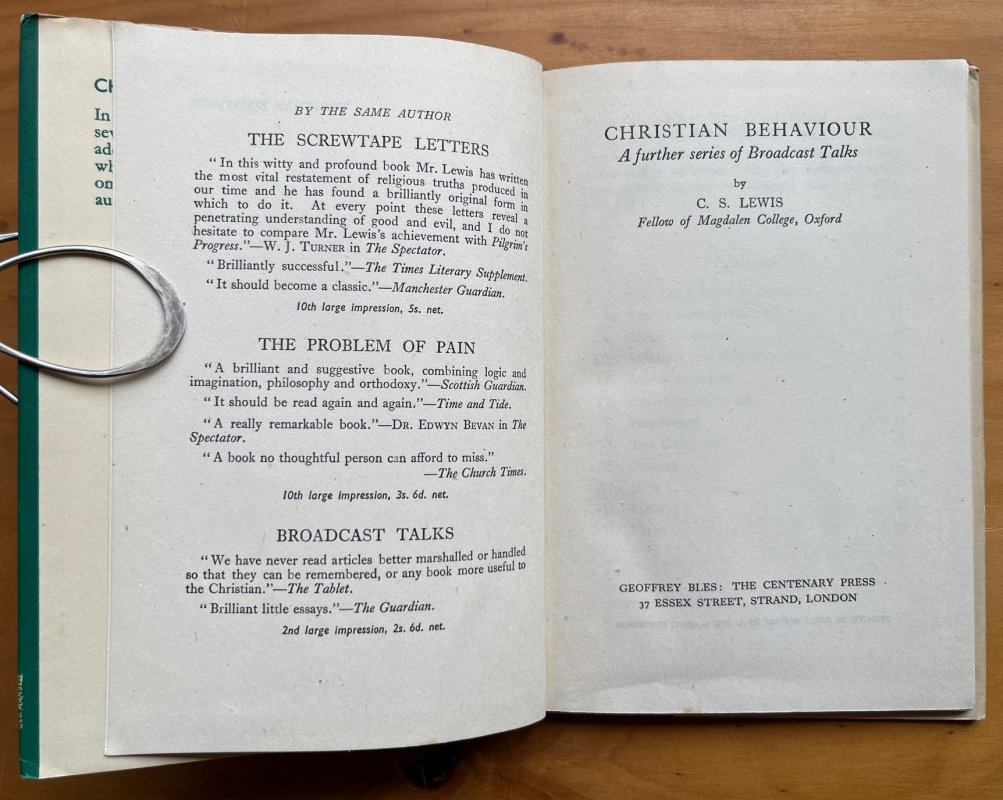 CH
In
sev
ad
wh
on
au
BY THE SAME AUTHOR
THE SCREWTAPE LETTERS
“In this witty and profound book Mr. Lewis has written
the most vital restatement of religious truths produced in
our time and he has found a brilliantly original form in
which to do it. At every point these letters reveal a
penetrating understanding of good and evil, and I do not
hesitate to compare Mr. Lewis's achievement with Pilgrim's
Progress.”—W. J. TURNER in The Spectator.
“Brilliantly successful.”—The Times Literary Supplement.
“It should become a classic.”—Manchester Guardian.
10th large impression, 5s. net.
THE PROBLEM OF PAIN
“A brilliant and suggestive book, combining logic and
imagination, philosophy and orthodoxy.”—Scottish Guardian.
“It should be read again and again.”—Time and Tide.
“A really remarkable book.”—DR. EDWYN BEVAN in The
Spectator.
“A book no thoughtful person can afford to miss.”
—The Church Times.
10th large impression, 3s. 6d. net.
BROADCAST TALKS
“We have never read articles better marshalled or handled
so that they can be remembered, or any book more useful to
the Christian.”—The Tablet.
“Brilliant little essays.”—The Guardian.
2nd large impression, 2s. 6d. net.
CHRISTIAN BEHAVIOUR
A further series of Broadcast Talks
by
C. S. LEWIS
Fellow of Magdalen College, Oxford
GEOFFREY BLES: THE CENTENARY PRESS
37 ESSEX STREET, STRAND, LONDON